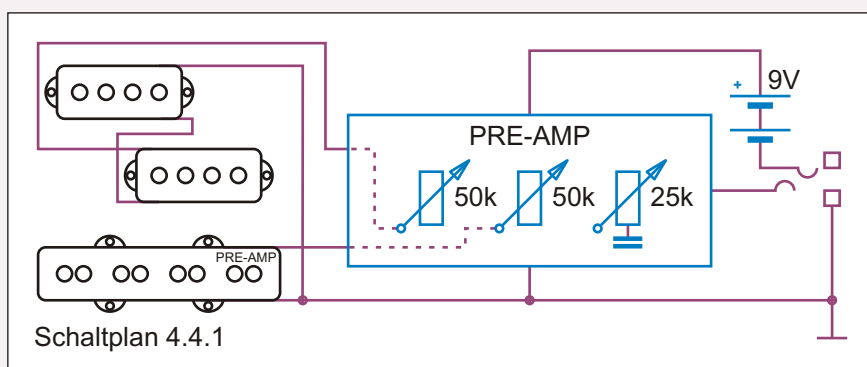 + 9V
PRE-AMP
50k 50k 25k
PRE-AMP
Schaltplan 4.4.1